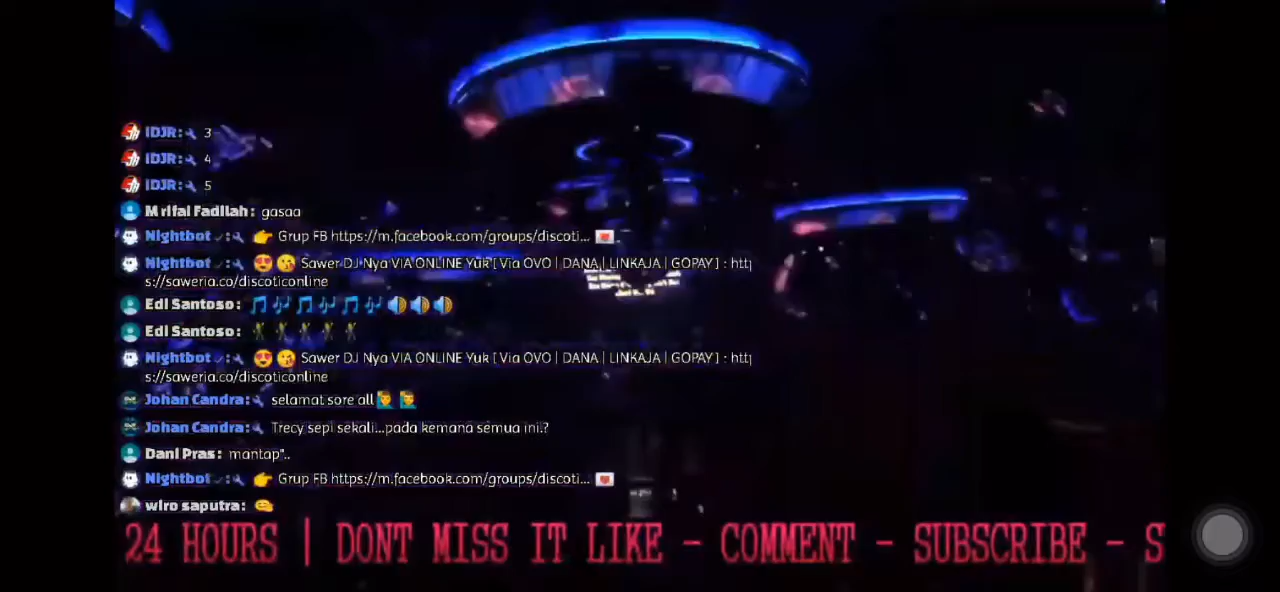 IDJR: 3
IDJR: 4
IDJR: 5
M rifai Fadilah: gasaa
Nightbot: 👉 Grup FB https://m.facebook.com/groups/discoti... 💌
Nightbot: 😍 😘 Sawer DJ Nya VIA ONLINE Yuk [ Via OVO | DANA | LINKAJA | GOPAY ] : http
s://saweria.co/discoticonline
Edi Santoso: 🎵 🎶 🎵 🎶 🎵 🎶 🔊 🔊 🔊
Edi Santoso: 🕺 🕺 🕺 🕺 🕺
Nightbot: 😍 😘 Sawer DJ Nya VIA ONLINE Yuk [ Via OVO | DANA | LINKAJA | GOPAY ] : http
s://saweria.co/discoticonline
Johan Candra: selamat sore all 🙋‍♂️ 🙋‍♂️
Johan Candra: Trecy sepi sekali...pada kemana semua ini.?
Dani Pras: mantap"..
Nightbot: 👉 Grup FB https://m.facebook.com/groups/discoti... 💌
wiro saputra: 😋
24 HOURS | DONT MISS IT LIKE - COMMENT - SUBSCRIBE - S